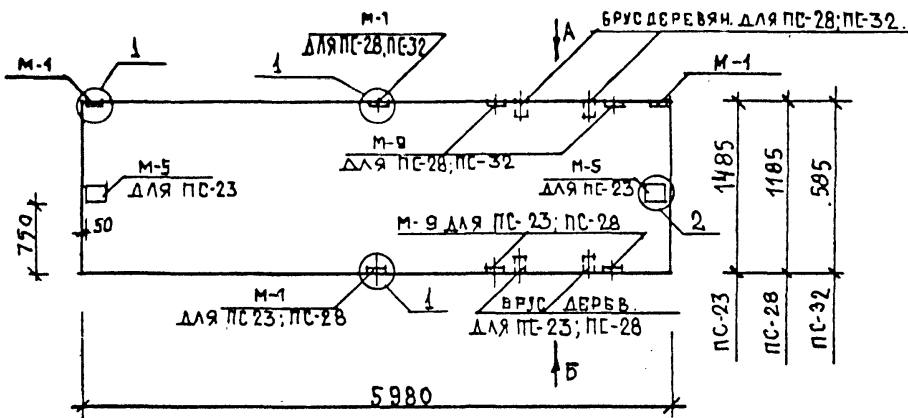 М-1
ДЛЯ ПС-28,ПС-32
БРУС ДЕРЕВЯН. ДЛЯ ПС-28; ПС-32.
А
1
М-1
1
М-1
М-9
ДЛЯ ПС-28; ПС-32
М-5
ДЛЯ ПС-23
М-5
ДЛЯ ПС-23
50
750
2
М-9 ДЛЯ ПС-23; ПС-28
М-1
ДЛЯ ПС23; ПС-28
1
БРУС ДЕРЕВ.
ДЛЯ ПС-23; ПС-28
Б
5980
1485
1185
585
ПС-23
ПС-28
ПС-32